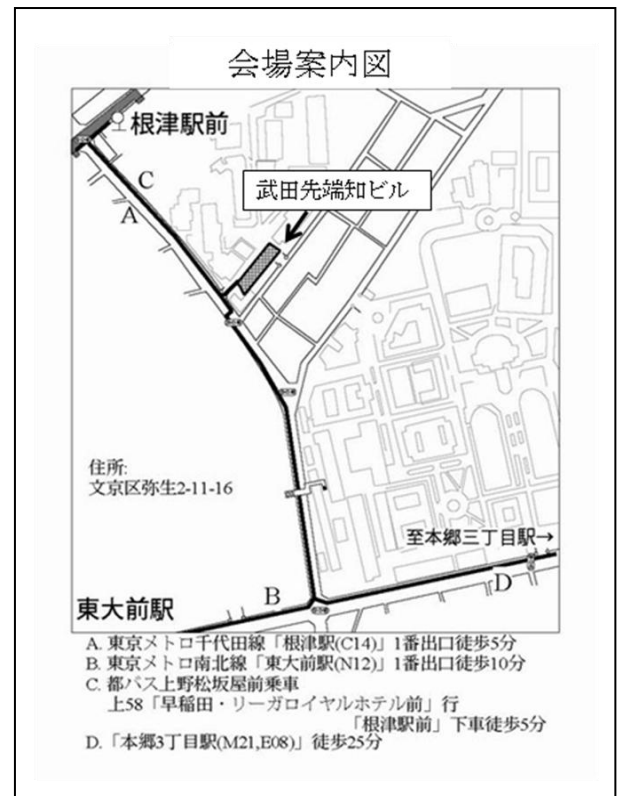 会場案内図
根津駅前
C
A
武田先端知ビル
住所:
文京区弥生2-11-16
至本郷三丁目駅→
D
B
東大前駅
A. 東京メトロ千代田線「根津駅(C14)」1番出口徒歩5分
B. 東京メトロ南北線「東大前駅(N12)」1番出口徒歩10分
C. 都バス上野松坂屋前乗車
上58「早稲田・リーガロイヤルホテル前」行
「根津駅前」下車徒歩5分
D.「本郷3丁目駅(M21,E08)」徒歩25分